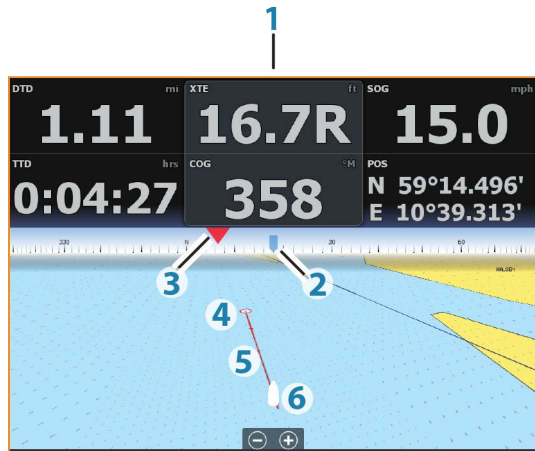 1
DTD mi XTE ft SOG mph
1.11 16.7R 15.0
TTD hrs COG °M POS
0:04:27 358 N 59°14.496'
E 10°39.313'
330 N 30 60
HALSEN
3 2
4
5
6